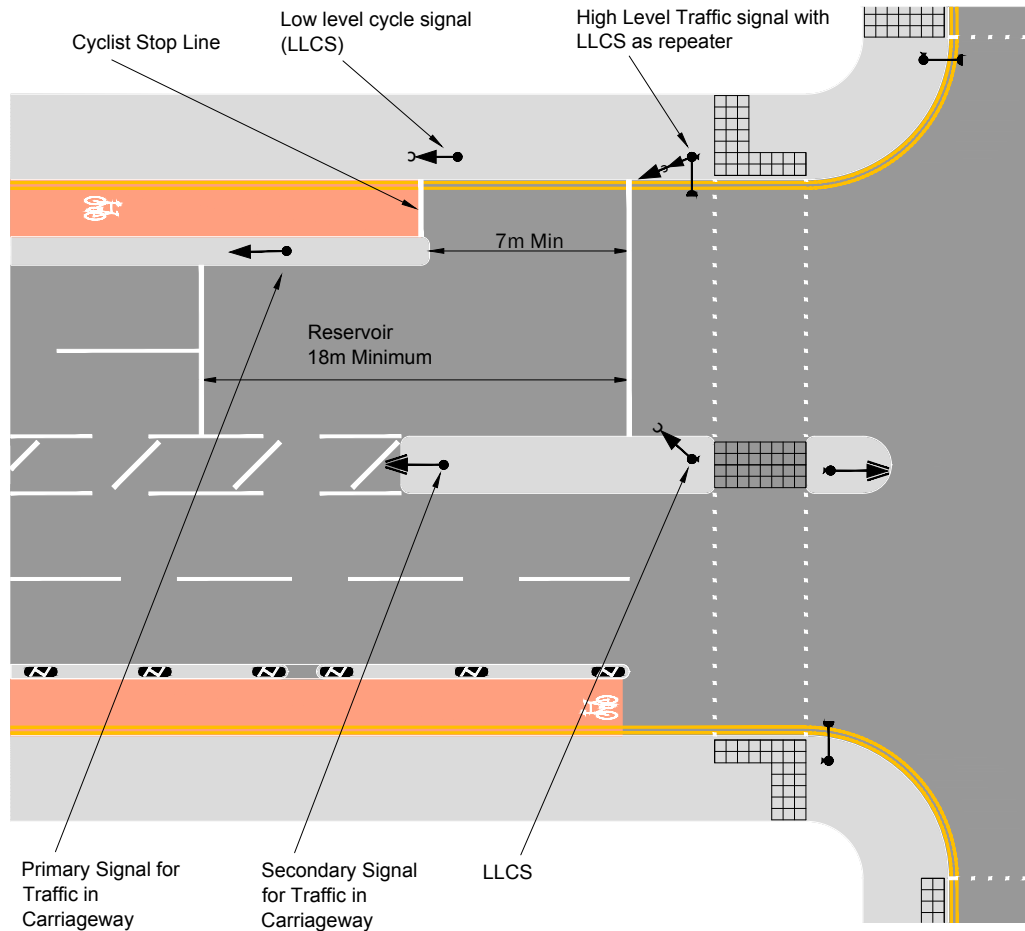 Low level cycle signal
(LLCS)
High Level Traffic signal with
LLCS as repeater
Cyclist Stop Line
7m Min
Reservoir
18m Minimum
Primary Signal for
Traffic in
Carriageway
Secondary Signal
for Traffic in
Carriageway
LLCS